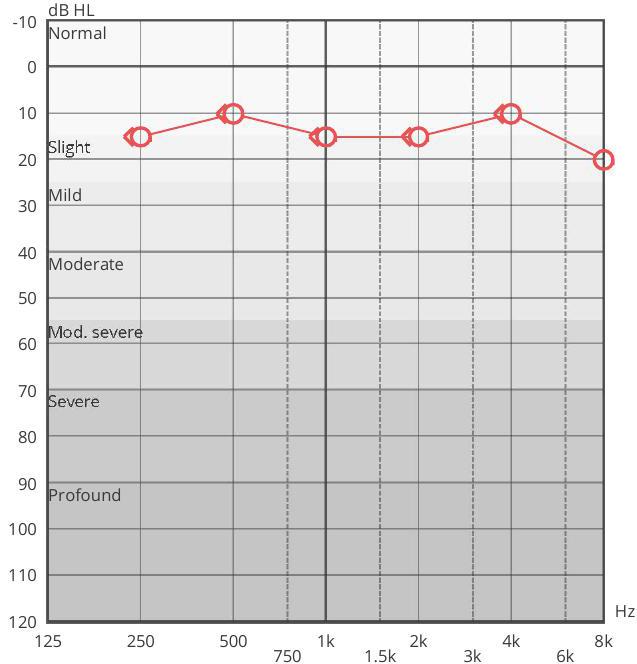 dB HL
-10
Normal
0
10
Slight
20
Mild
30
40
Moderate
50
Mod. severe
60
70
Severe
80
90
Profound
100
110
120
Hz
125 250 500 1k 2k 4k 8k
750 1.5k 3k 6k